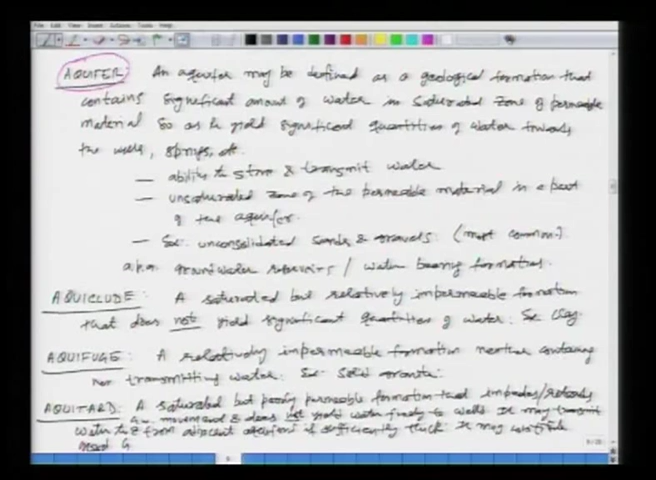 AQUIFER An aquifer may be defined as a geological formation that
contains significant amount of water in saturated zone of permeable
material so as to yield significant quantities of water towards
the wells, springs, etc.
— ability to store & transmit water
— unsaturated zone of the permeable material is a part
of the aquifer.
— Ex: unconsolidated sands & gravels. (most common).
a.k.a. groundwater reservoirs / water bearing formation.
AQUICLUDE: A saturated but relatively impermeable formation
that does not yield significant quantities of water. Ex: Clay
AQUIFUGE: A relatively impermeable formation neither containing
nor transmitting water. Ex: Solid granite.
AQUITARD: A saturated but poorly permeable formation that impedes/retards
G.W. movement & does not yield water freely to wells. It may transmit
water to & from adjacent aquifers if sufficiently thick. It may constitute